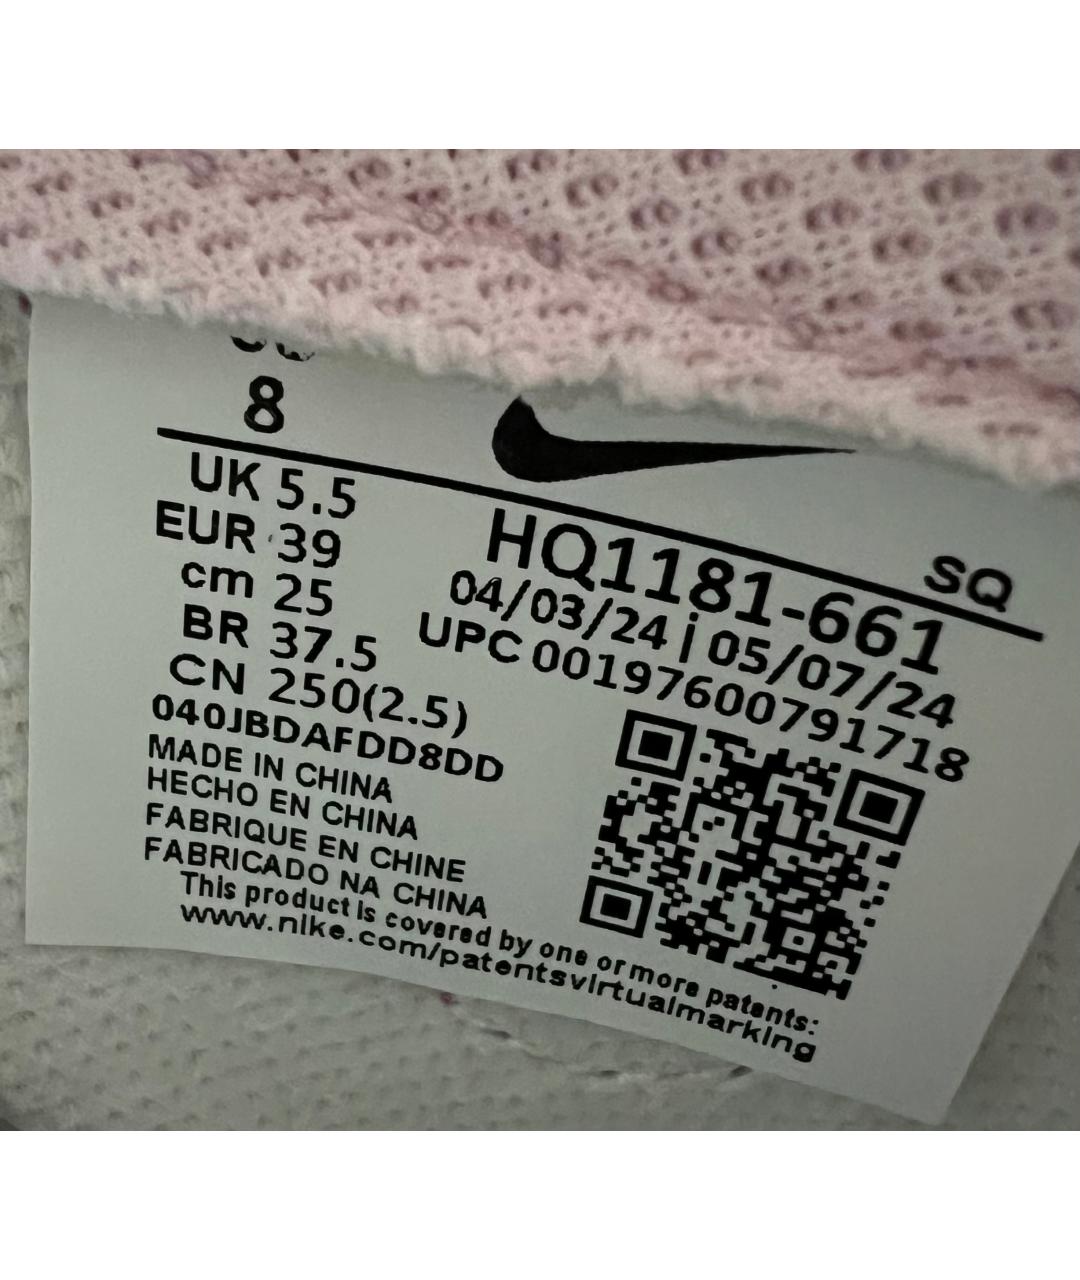 8
UK 5.5
EUR 39
cm 25
BR 37.5
CN 250(2.5)
SQ
HQ1181-661
04/03/24 | 05/07/24
UPC 00197600791718
040JBDAFDD8DD
MADE IN CHINA
HECHO EN CHINA
FABRIQUE EN CHINE
FABRICADO NA CHINA
This product is covered by one or more patents:
www.nike.com/patentsvirtualmarking